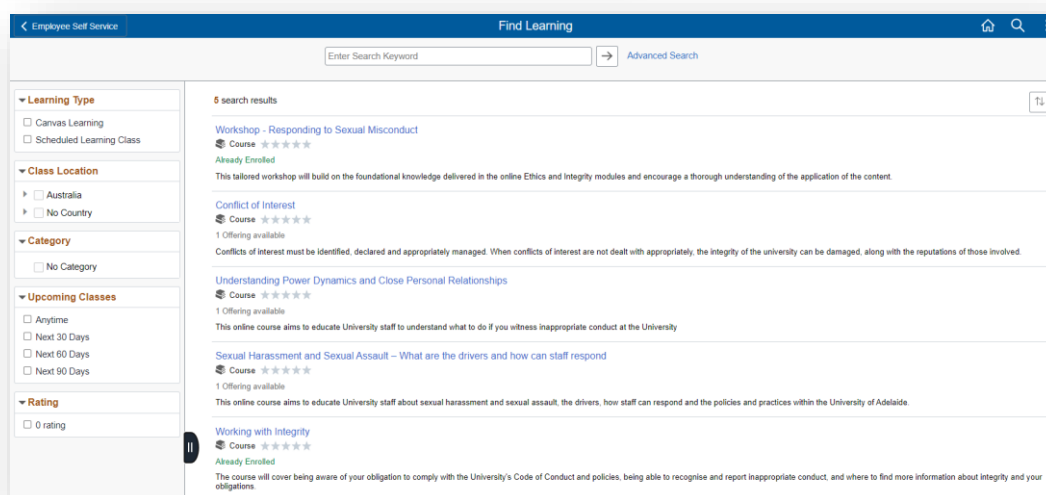 Employee Self Service
Find Learning
Enter Search Keyword
Advanced Search
Learning Type
Canvas Learning
Scheduled Learning Class
Class Location
Australia
No Country
Category
No Category
Upcoming Classes
Anytime
Next 30 Days
Next 60 Days
Next 90 Days
Rating
0 rating
5 search results
Workshop - Responding to Sexual Misconduct
Course
Already Enrolled
This tailored workshop will build on the foundational knowledge delivered in the online Ethics and Integrity modules and encourage a thorough understanding of the application of the content.
Conflict of Interest
Course
1 Offering available
Conflicts of interest must be identified, declared and appropriately managed. When conflicts of interest are not dealt with appropriately, the integrity of the university can be damaged, along with the reputations of those involved.
Understanding Power Dynamics and Close Personal Relationships
Course
1 Offering available
This online course aims to educate University staff to understand what to do if you witness inappropriate conduct at the University
Sexual Harassment and Sexual Assault – What are the drivers and how can staff respond
Course
1 Offering available
This online course aims to educate University staff about sexual harassment and sexual assault, the drivers, how staff can respond and the policies and practices within the University of Adelaide.
Working with Integrity
Course
Already Enrolled
The course will cover being aware of your obligation to comply with the University's Code of Conduct and policies, being able to recognise and report inappropriate conduct, and where to find more information about integrity and your
obligations.